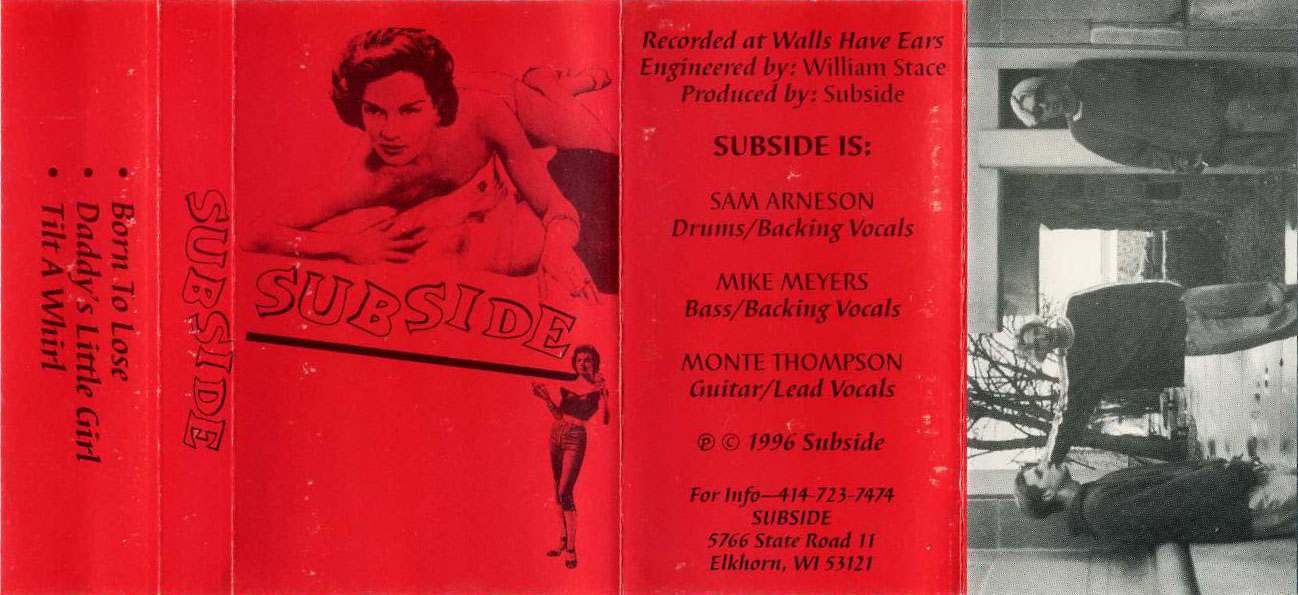 • Born To Lose
• Daddy's Little Girl
• Tilt A Whirl
SUBSIDE
SUBSIDE
Recorded at Walls Have Ears
Engineered by: William Stace
Produced by: Subside
SUBSIDE IS:
SAM ARNESON
Drums/Backing Vocals
MIKE MEYERS
Bass/Backing Vocals
MONTE THOMPSON
Guitar/Lead Vocals
℗ © 1996 Subside
For Info—414-723-7474
SUBSIDE
5766 State Road 11
Elkhorn, WI 53121